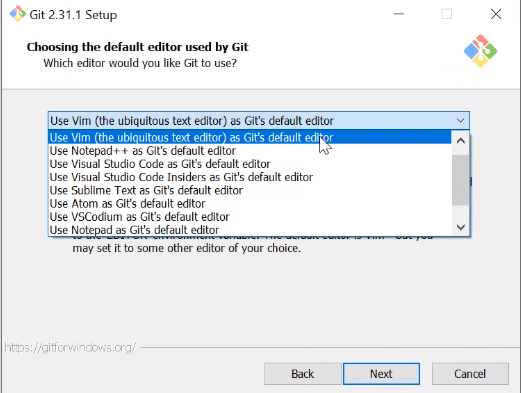 Git 2.31.1 Setup
Choosing the default editor used by Git
Which editor would you like Git to use?
Use Vim (the ubiquitous text editor) as Git's default editor
Use Vim (the ubiquitous text editor) as Git's default editor
Use Notepad++ as Git's default editor
Use Visual Studio Code as Git's default editor
Use Visual Studio Code Insiders as Git's default editor
Use Sublime Text as Git's default editor
Use Atom as Git's default editor
Use VSCodium as Git's default editor
Use Notepad as Git's default editor
may set it to some other editor of your choice.
https://gitforwindows.org/
Back
Next
Cancel